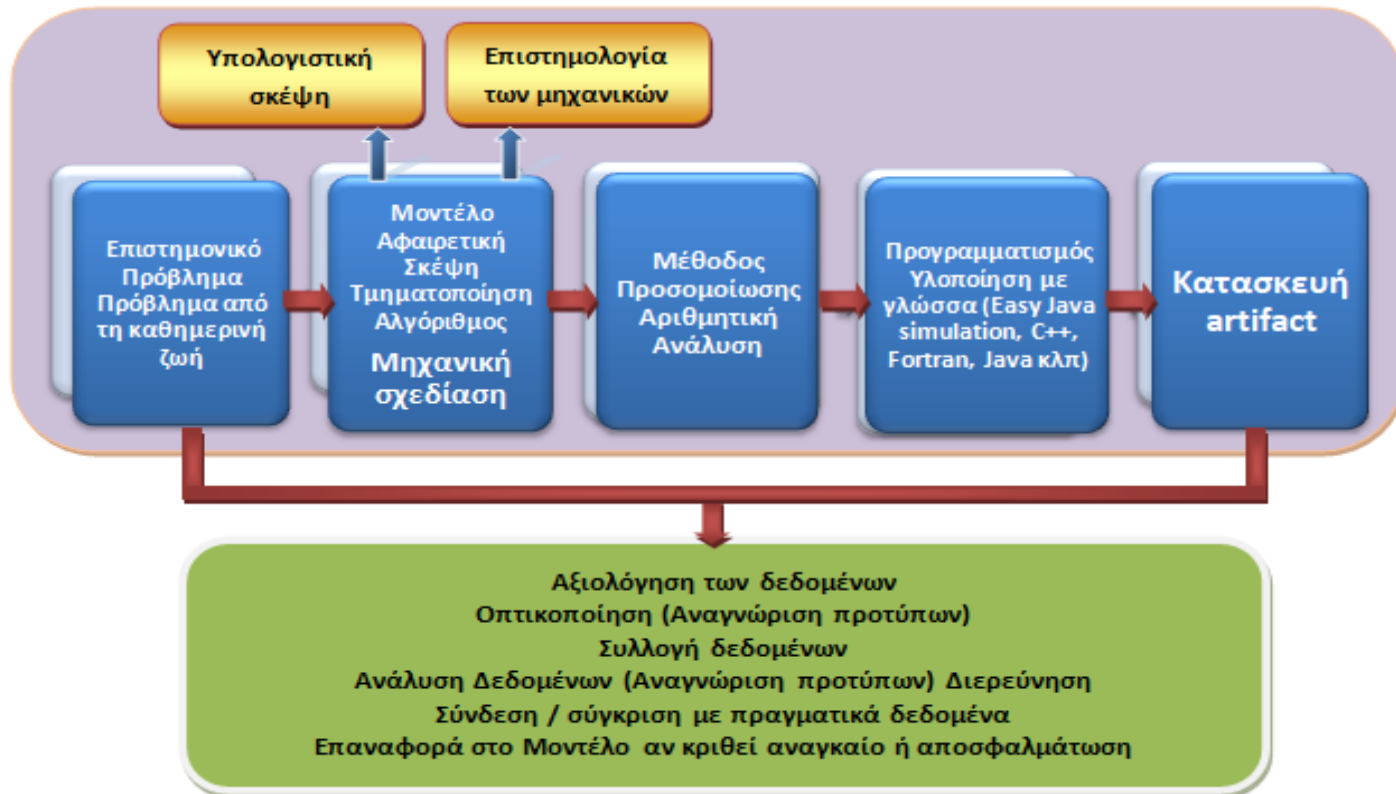 Υπολογιστική
σκέψη
Επιστημολογία
των μηχανικών
Επιστημονικό
Πρόβλημα
Πρόβλημα από
τη καθημερινή
ζωή
Μοντέλο
Αφαιρετική
Σκέψη
Τμηματοποίηση
Αλγόριθμος
Μηχανική
σχεδίαση
Μέθοδος
Προσομοίωσης
Αριθμητική
Ανάλυση
Προγραμματισμός
Υλοποίηση με
γλώσσα (Easy Java
simulation, C++,
Fortran, Java κλπ)
Κατασκευή
artifact
Αξιολόγηση των δεδομένων
Οπτικοποίηση (Αναγνώριση προτύπων)
Συλλογή δεδομένων
Ανάλυση Δεδομένων (Αναγνώριση προτύπων) Διερεύνηση
Σύνδεση / σύγκριση με πραγματικά δεδομένα
Επαναφορά στο Μοντέλο αν κριθεί αναγκαίο ή αποσφαλμάτωση